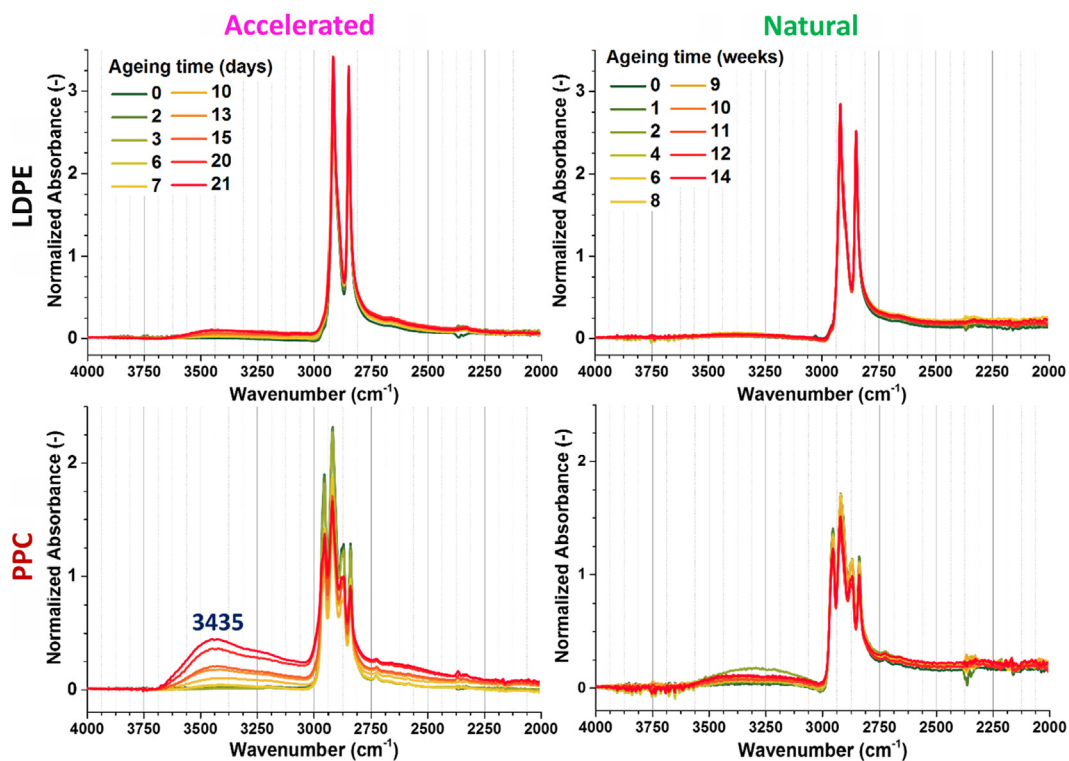 Accelerated
Natural
LDPE
Normalized Absorbance (-)
Ageing time (days)
0 10
2 13
3 15
6 20
7 21
3
2
1
0
4000 3750 3500 3250 3000 2750 2500 2250 2000
Wavenumber (cm⁻¹)
Normalized Absorbance (-)
Ageing time (weeks)
0 9
1 10
2 11
4 12
6 14
8
3
2
1
0
4000 3750 3500 3250 3000 2750 2500 2250 2000
Wavenumber (cm⁻¹)
PPC
Normalized Absorbance (-)
2
1
0
3435
4000 3750 3500 3250 3000 2750 2500 2250 2000
Wavenumber (cm⁻¹)
Normalized Absorbance (-)
2
1
0
4000 3750 3500 3250 3000 2750 2500 2250 2000
Wavenumber (cm⁻¹)